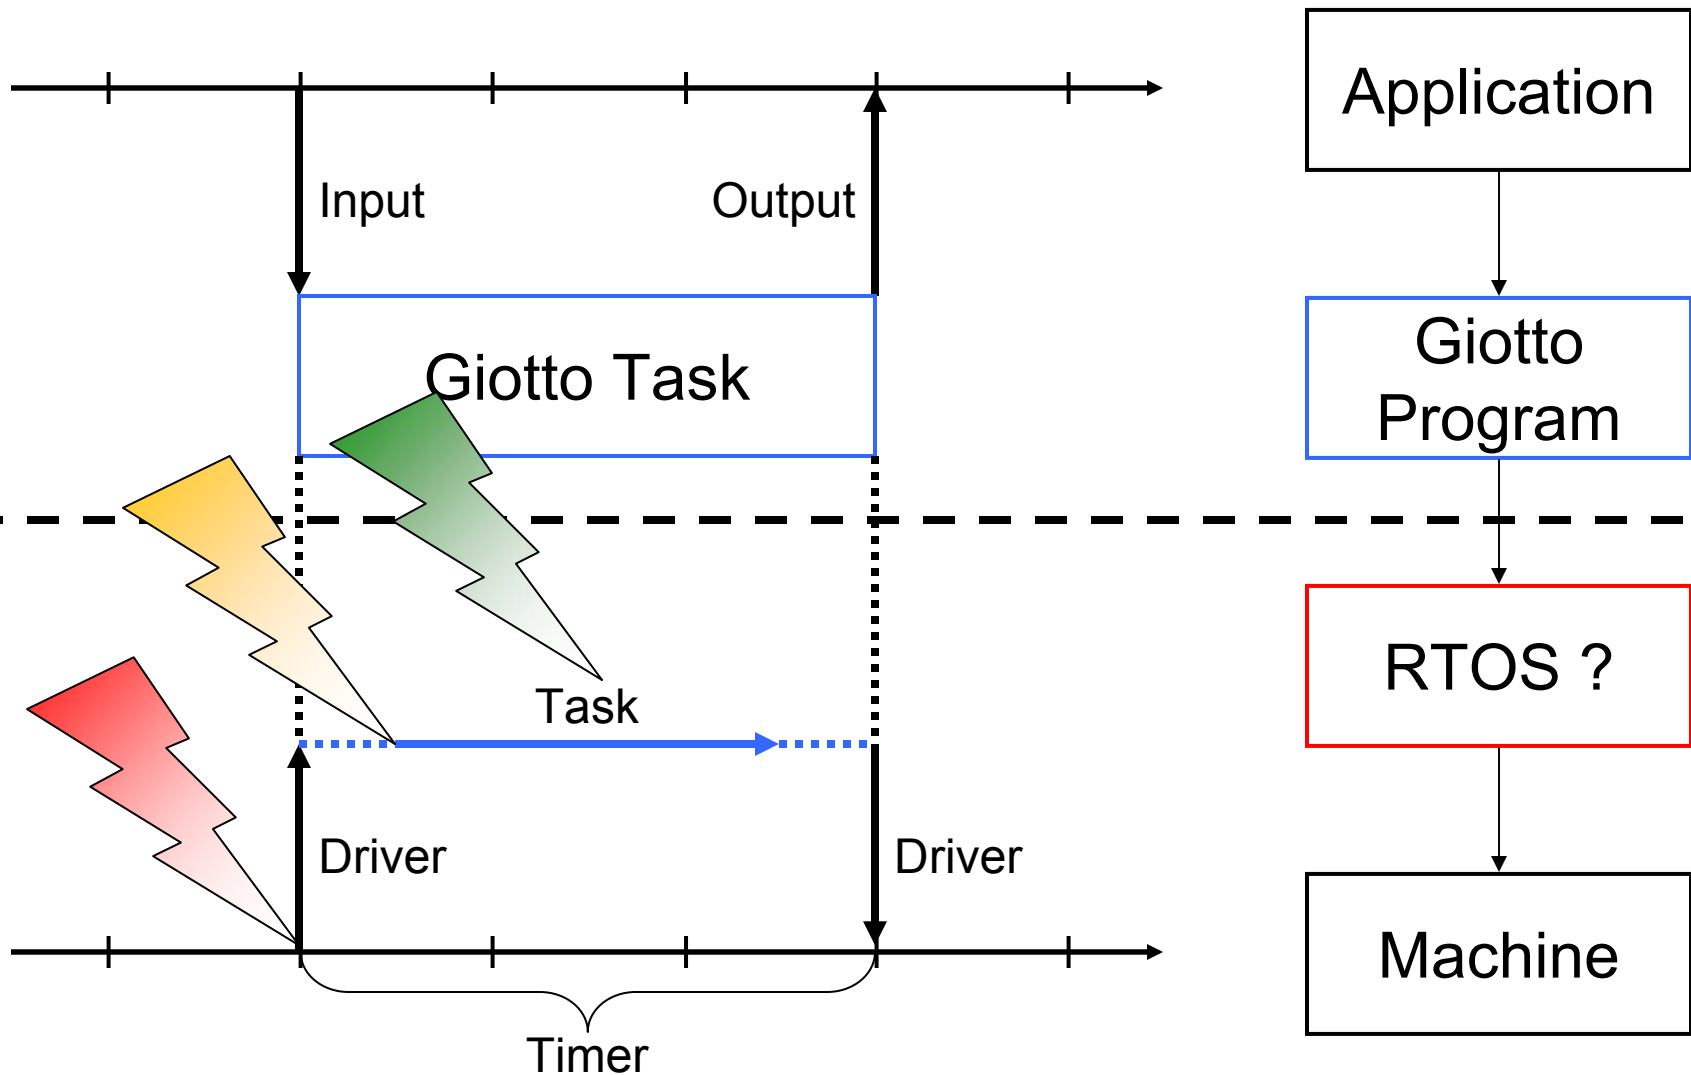 Application
Input
Output
Giotto Task
Giotto
Program
RTOS ?
Task
Driver
Driver
Machine
Timer